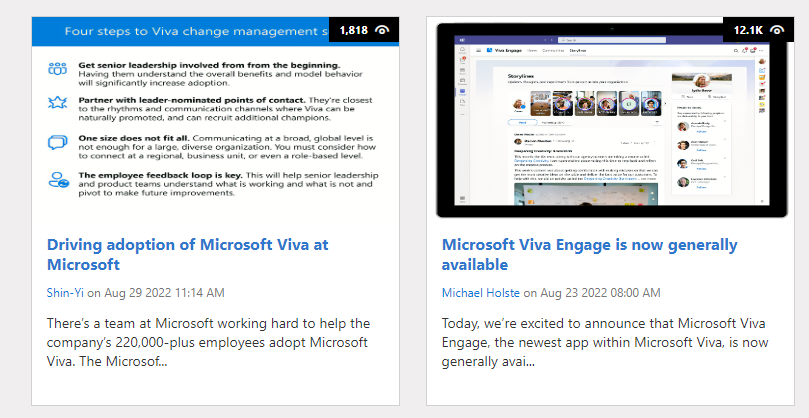 Four steps to Viva change management s
1,818
Get senior leadership involved from from the beginning.
Having them understand the overall benefits and model behavior
will significantly increase adoption.
Partner with leader-nominated points of contact. They're closest
to the rhythms and communication channels where Viva can be
naturally promoted, and can recruit additional champions.
One size does not fit all. Communicating at a broad, global level is
not enough for a large, diverse organization. You must consider how
to connect at a regional, business unit, or even a role-based level.
The employee feedback loop is key. This will help senior leadership
and product teams understand what is working and what is not and
pivot to make future improvements.
Driving adoption of Microsoft Viva at
Microsoft
Shin-Yi on Aug 29 2022 11:14 AM
There's a team at Microsoft working hard to help the
company's 220,000-plus employees adopt Microsoft
Viva. The Microsof...
12.1K
Viva Engage
Home
Communities
Storyline
Storylines
Microsoft Viva Engage is now generally
available
Michael Holste on Aug 23 2022 08:00 AM
Today, we're excited to announce that Microsoft Viva
Engage, the newest app within Microsoft Viva, is now
generally avai...